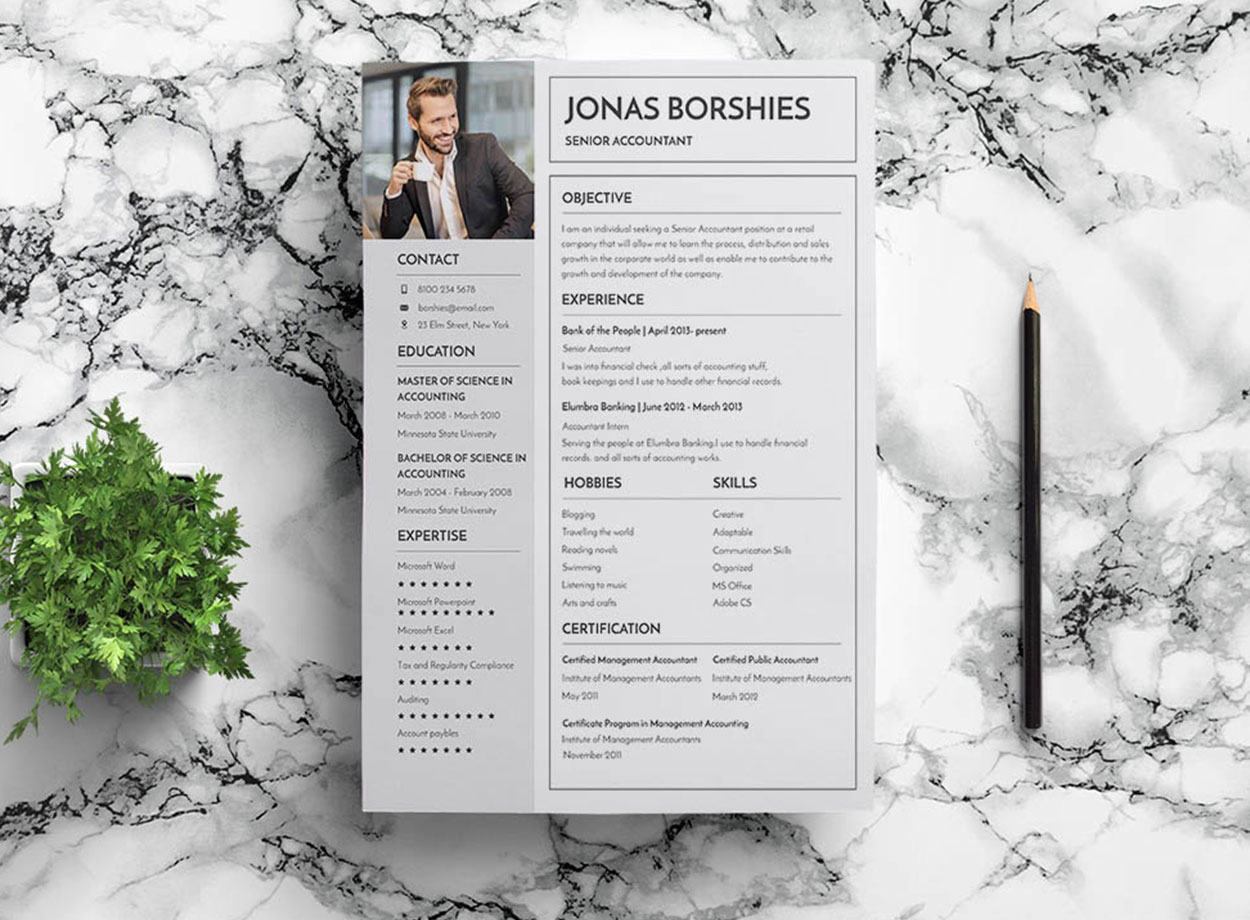 JONAS BORSHIES
SENIOR ACCOUNTANT
CONTACT
8100 234 5678
borshies@email.com
23 Elm Street, New York
EDUCATION
MASTER OF SCIENCE IN
ACCOUNTING
March 2008 - March 2010
Minnesota State University
BACHELOR OF SCIENCE IN
ACCOUNTING
March 2004 - February 2008
Minnesota State University
EXPERTISE
Microsoft Word
Microsoft Powerpoint
Microsoft Excel
Tax and Regularity Compliance
Auditing
Account paybles
OBJECTIVE
I am an individual seeking a Senior Accountant position at a retail
company that will allow me to learn the process, distribution and sales
growth in the corporate world as well as enable me to contribute to the
growth and development of the company.
EXPERIENCE
Bank of the People | April 2013- present
Senior Accountant
I was into financial check ,all sorts of accounting stuff,
book keepings and I use to handle other financial records.
Elumbra Banking | June 2012 - March 2013
Accountant Intern
Serving the people at Elumbra Banking.I use to handle financial
records. and all sorts of accounting works.
HOBBIES
Blogging
Travelling the world
Reading novels
Swimming
Listening to music
Arts and crafts
SKILLS
Creative
Adaptable
Communication Skills
Organized
MS Office
Adobe CS
CERTIFICATION
Certified Management Accountant
Institute of Management Accountants
May 2011
Certified Public Accountant
Institute of Management Accountants
March 2012
Certificate Program in Management Accounting
Institute of Management Accountants
November 2011